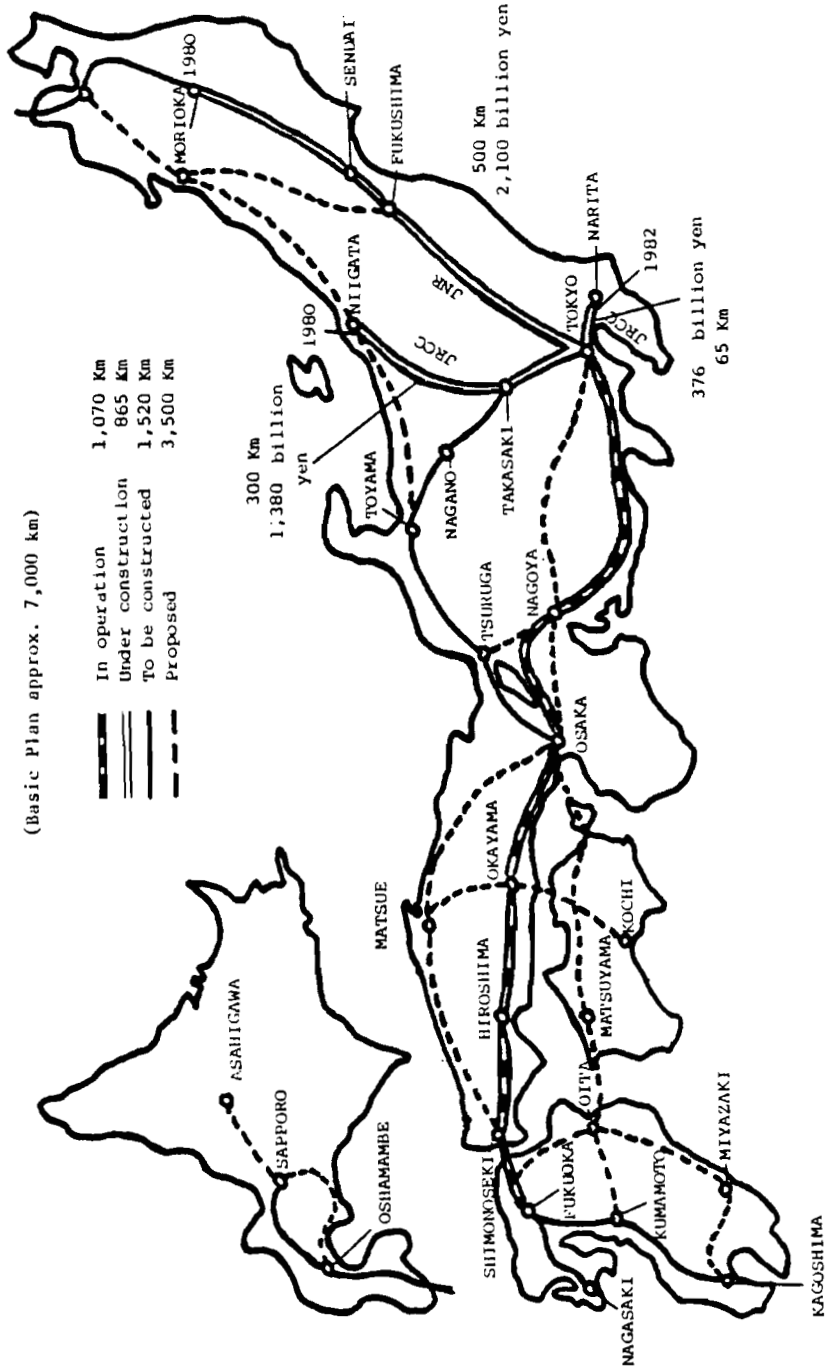 (Basic Plan approx. 7,000 km)
In operation 1,070 Km
Under construction 865 Km
To be constructed 1,520 Km
Proposed 3,500 Km
ASAHIGAWA
SAPPORO
OSHAMAMBE
MORIOKA 1980
SENDAI
FUKUSHIMA
500 Km
2,100 billion yen
NIIGATA
1980
JNR
JRCC
300 Km
1,380 billion
yen
TOYAMA
NAGANO
TAKASAKI
TOKYO
NARITA
1982
JRCC
376 billion yen
65 Km
TSURUGA
NAGOYA
OSAKA
MATSUE
OKAYAMA
HIROSHIMA
KOCHI
MATSUYAMA
SHIMONOSEKI
FUKUOKA
OITA
KUMAMOTO
MIYAZAKI
NAGASAKI
KAGOSHIMA